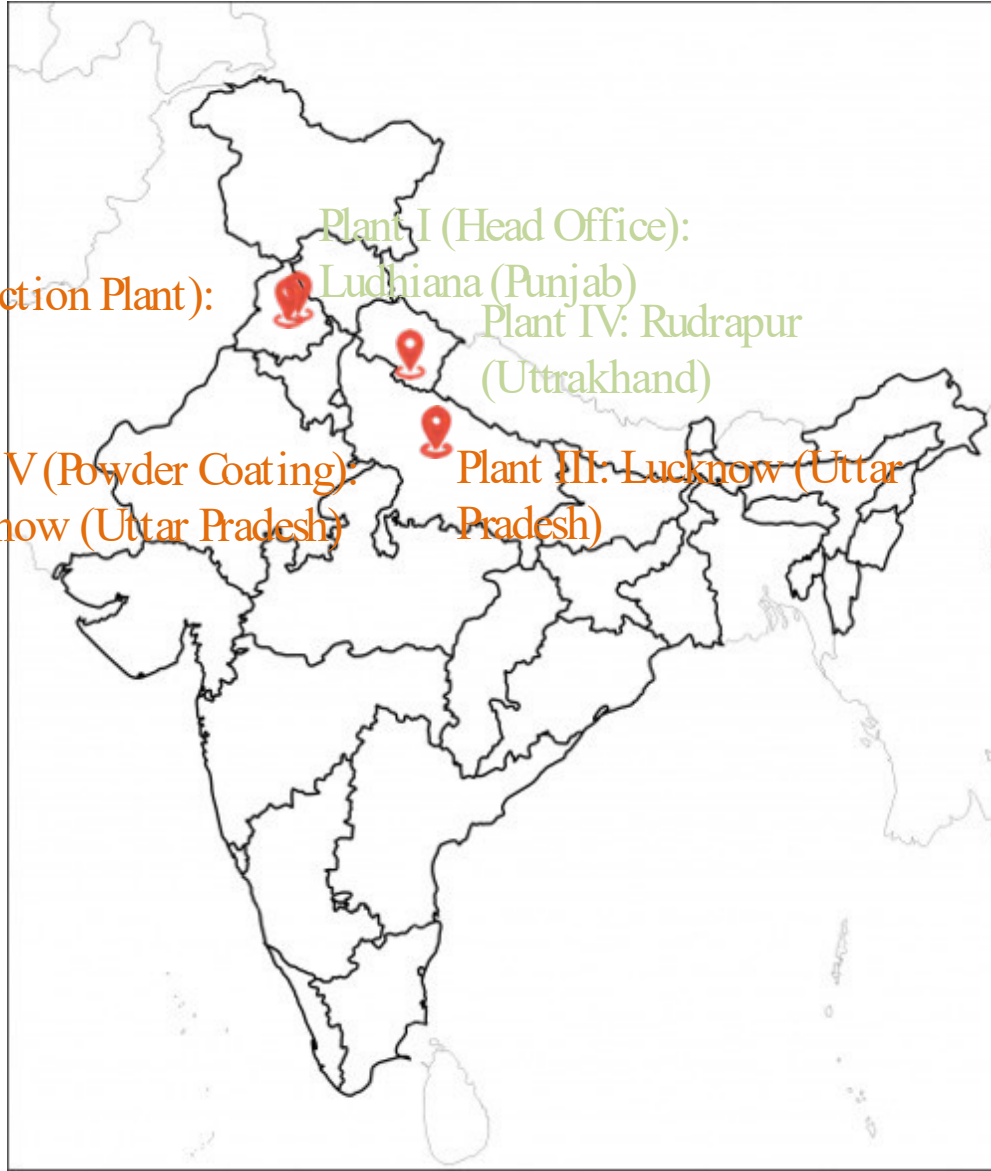 Plant I (Head Office):
Ludhiana (Punjab)
ction Plant):
Plant IV: Rudrapur
(Uttrakhand)
V (Powder Coating):
now (Uttar Pradesh)
Plant III: Lucknow (Uttar
Pradesh)